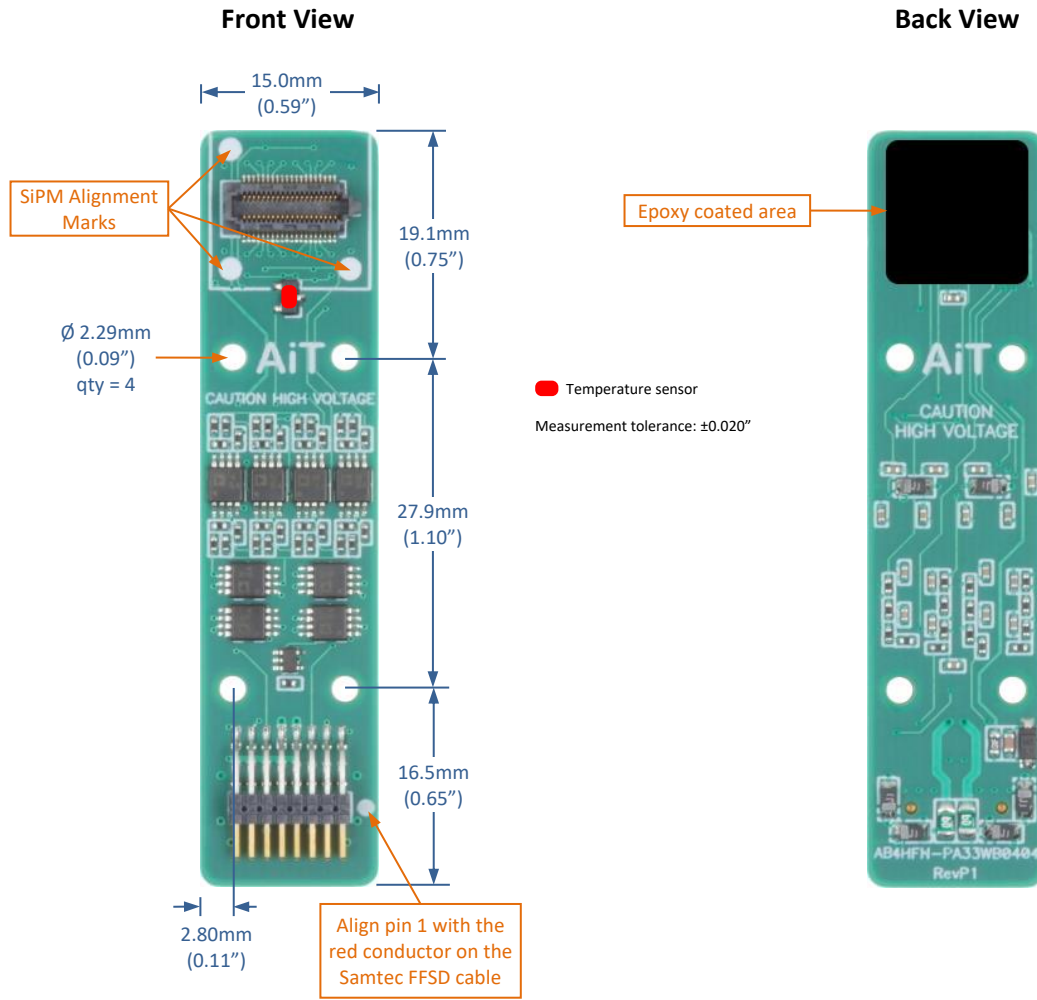 Front View
Back View
15.0mm
(0.59”)
SiPM Alignment
Marks
19.1mm
(0.75”)
Epoxy coated area
Ø 2.29mm
(0.09”)
qty = 4
AiT
CAUTION HIGH VOLTAGE
27.9mm
(1.10”)
Temperature sensor
Measurement tolerance: ±0.020”
AiT
CAUTION
HIGH VOLTAGE
16.5mm
(0.65”)
2.80mm
(0.11”)
Align pin 1 with the
red conductor on the
Samtec FFSD cable
AB4HFN-PA33WB0404
RevP1